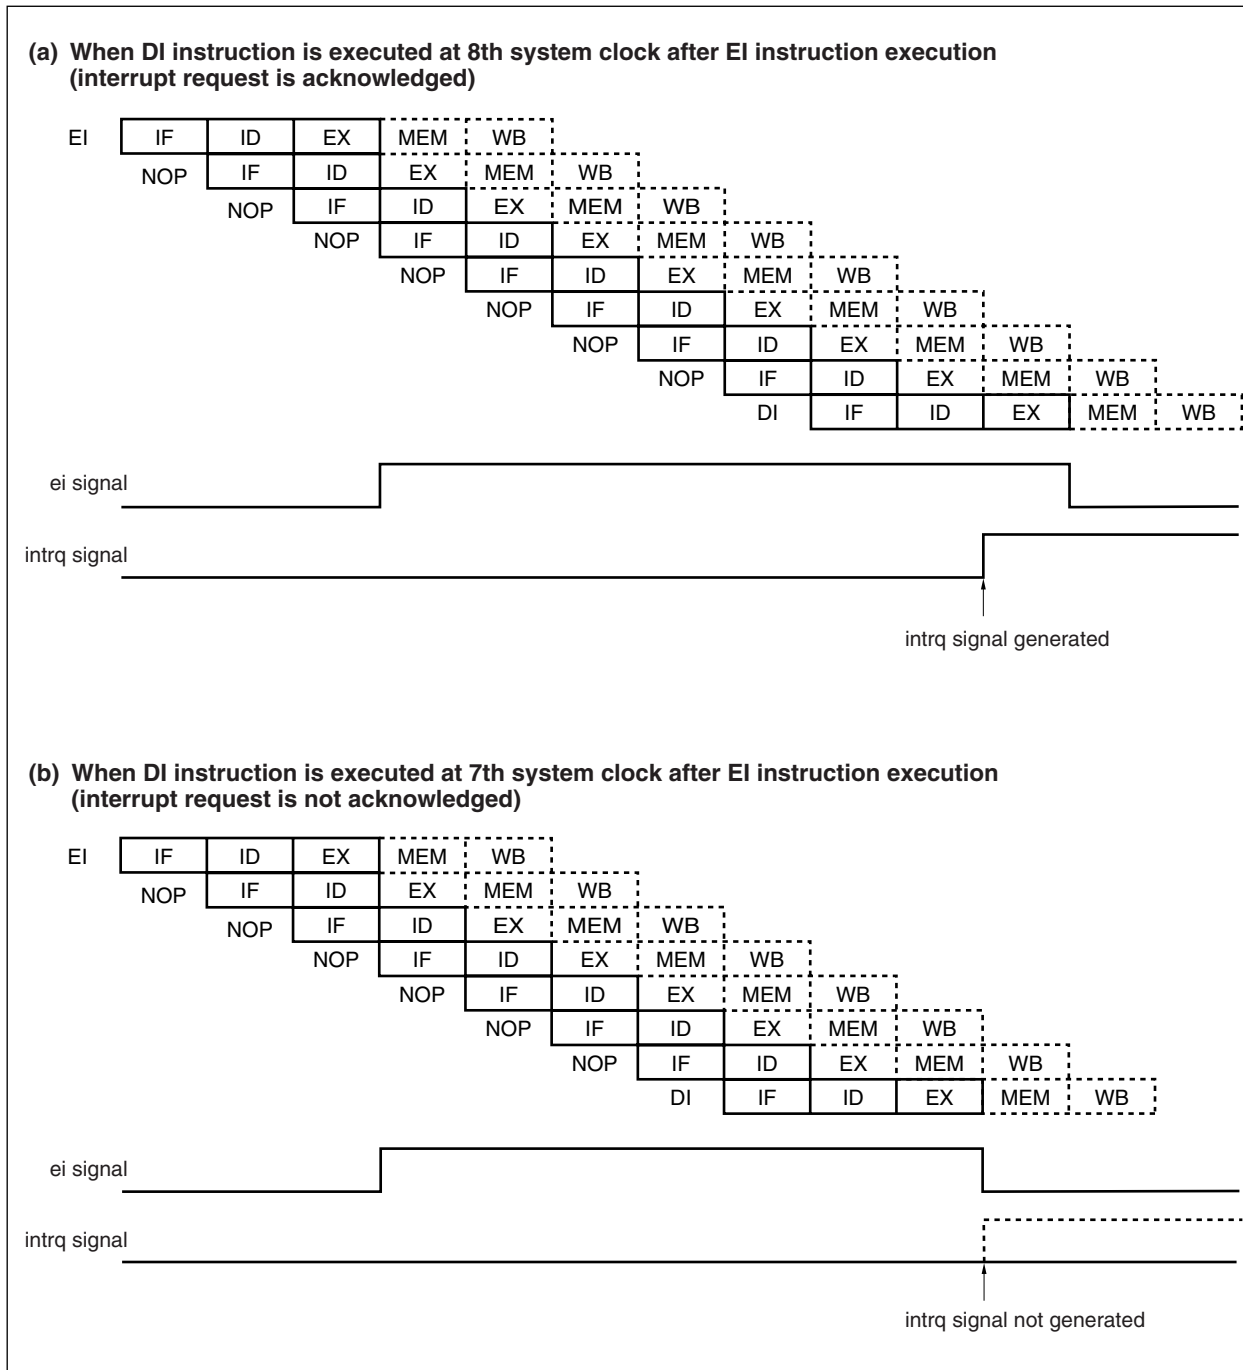 (a) When DI instruction is executed at 8th system clock after EI instruction execution
(interrupt request is acknowledged)
EI IF ID EX MEM WB
NOP IF ID EX MEM WB
NOP IF ID EX MEM WB
NOP IF ID EX MEM WB
NOP IF ID EX MEM WB
NOP IF ID EX MEM WB
NOP IF ID EX MEM WB
NOP IF ID EX MEM WB
DI IF ID EX MEM WB
ei signal
intrq signal
intrq signal generated
(b) When DI instruction is executed at 7th system clock after EI instruction execution
(interrupt request is not acknowledged)
EI IF ID EX MEM WB
NOP IF ID EX MEM WB
NOP IF ID EX MEM WB
NOP IF ID EX MEM WB
NOP IF ID EX MEM WB
NOP IF ID EX MEM WB
NOP IF ID EX MEM WB
DI IF ID EX MEM WB
ei signal
intrq signal
intrq signal not generated